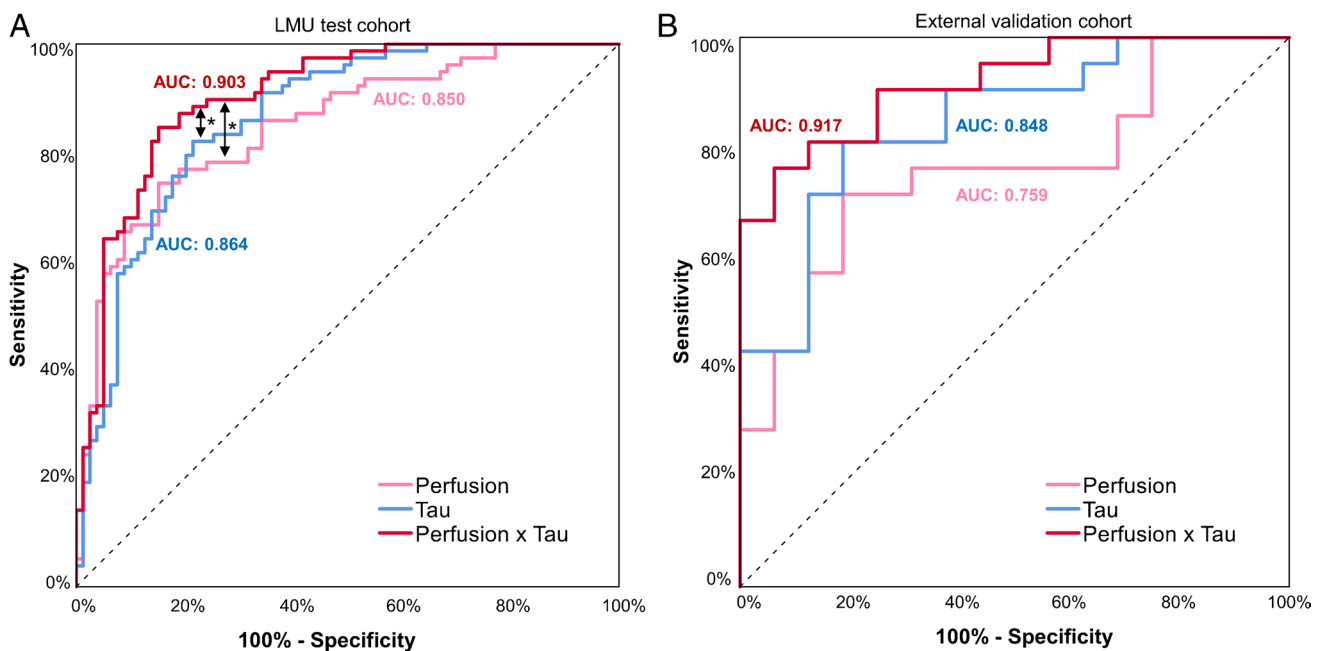 A
LMU test cohort
100%
80%
60%
40%
20%
0%
Sensitivity
AUC: 0.903
AUC: 0.850
* *
AUC: 0.864
Perfusion
Tau
Perfusion x Tau
0% 20% 40% 60% 80% 100%
100% - Specificity
B
External validation cohort
100%
80%
60%
40%
20%
0%
Sensitivity
AUC: 0.917
AUC: 0.848
AUC: 0.759
Perfusion
Tau
Perfusion x Tau
0% 20% 40% 60% 80% 100%
100% - Specificity